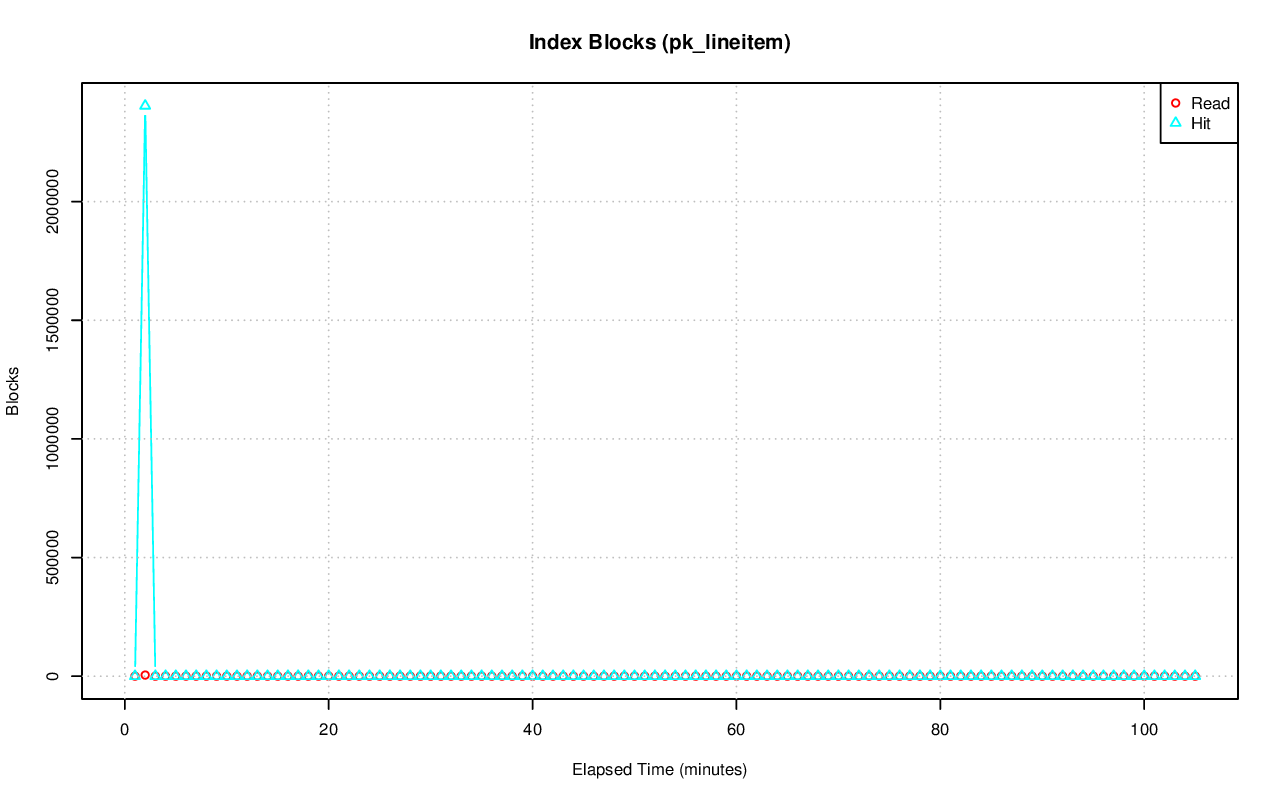 Index Blocks (pk_lineitem)
Read
Hit
Blocks
2000000
1500000
1000000
500000
0
0 20 40 60 80 100
Elapsed Time (minutes)